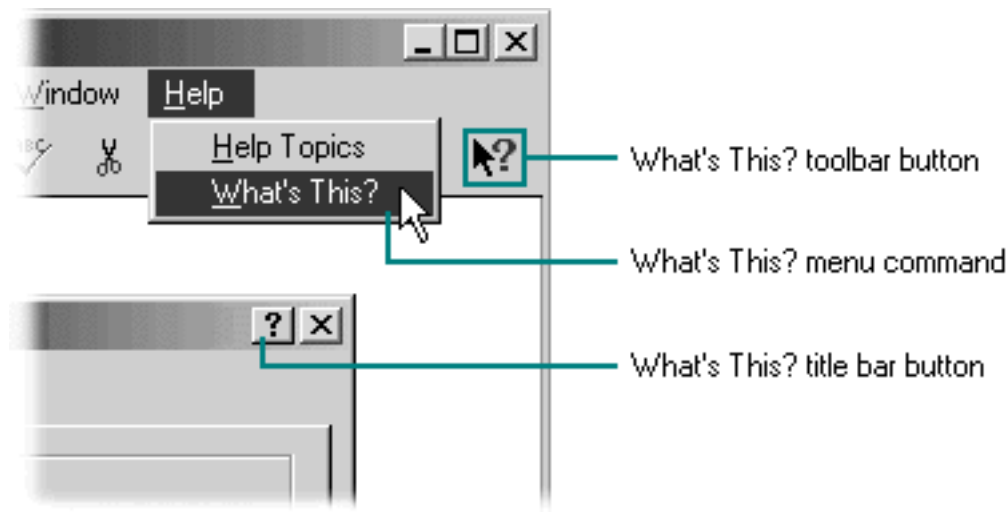 Window Help
ABC
Help Topics
?
What's This? toolbar button
What's This?
What's This? menu command
?
What's This? title bar button